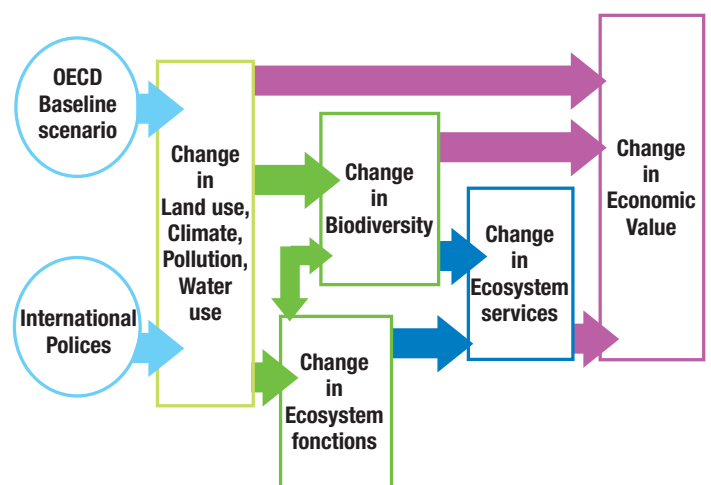 OECD
Baseline
scenario
International
Polices
Change
in
Land use,
Climate,
Pollution,
Water
use
Change
in
Biodiversity
Change
in
Ecosystem
fonctions
Change
in
Ecosystem
services
Change
in
Economic
Value